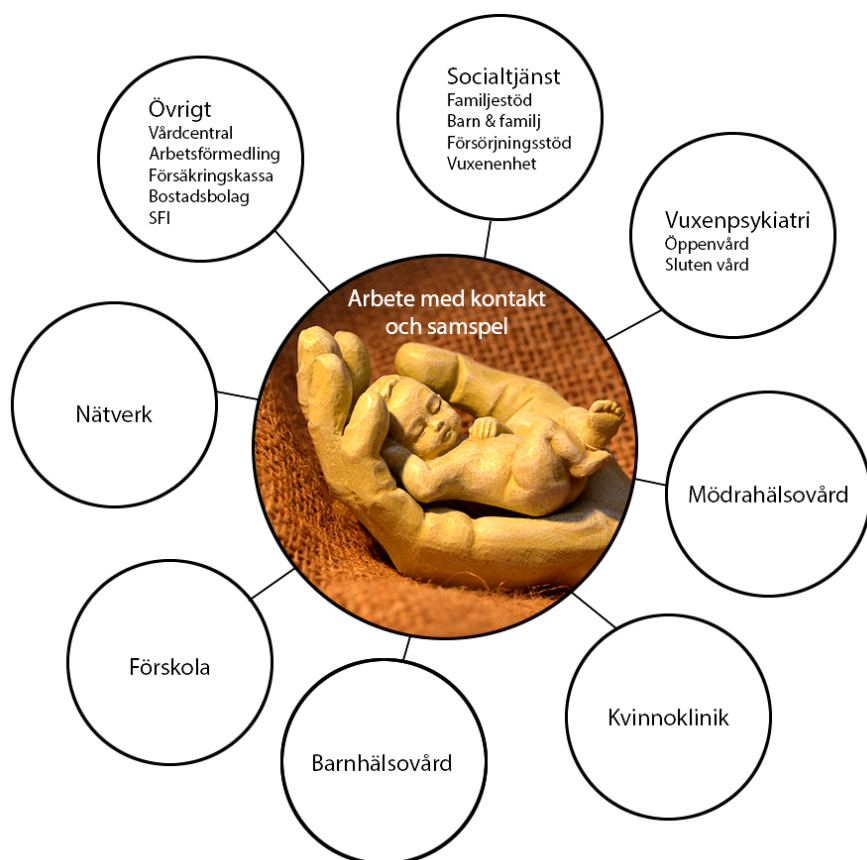 Socialtjänst
Familjestöd
Barn & familj
Försörjningsstöd
Vuxenenhet
Övrigt
Vårdcentral
Arbetsförmedling
Försäkringskassa
Bostadsbolag
SFI
Vuxenpsykiatri
Öppenvård
Sluten vård
Arbete med kontakt
och samspel
Nätverk
Mödrahälsovård
Förskola
Kvinnoklinik
Barnhälsovård